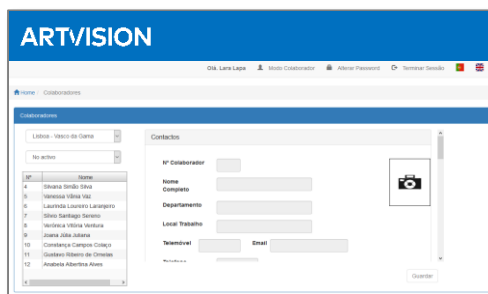 ARTVISION
Olá, Lara Lapa Modo Colaborador Alterar Password Terminar Sessão
Home / Colaboradores
Colaboradores
Lisboa - Vasco da Gama
No activo
Nº Nome
4 Silvana Simão Silva
5 Vanessa Vânia Vaz
6 Laurinda Loureiro Laranjeiro
7 Sílvio Santiago Sereno
8 Verónica Vitória Ventura
9 Joana Júlia Juliana
10 Constança Campos Colaço
11 Gustavo Ribeiro de Ornelas
12 Anabela Albertina Alves
Contactos
Nº Colaborador
Nome
Completo
Departamento
Local Trabalho
Telemóvel Email
Guardar